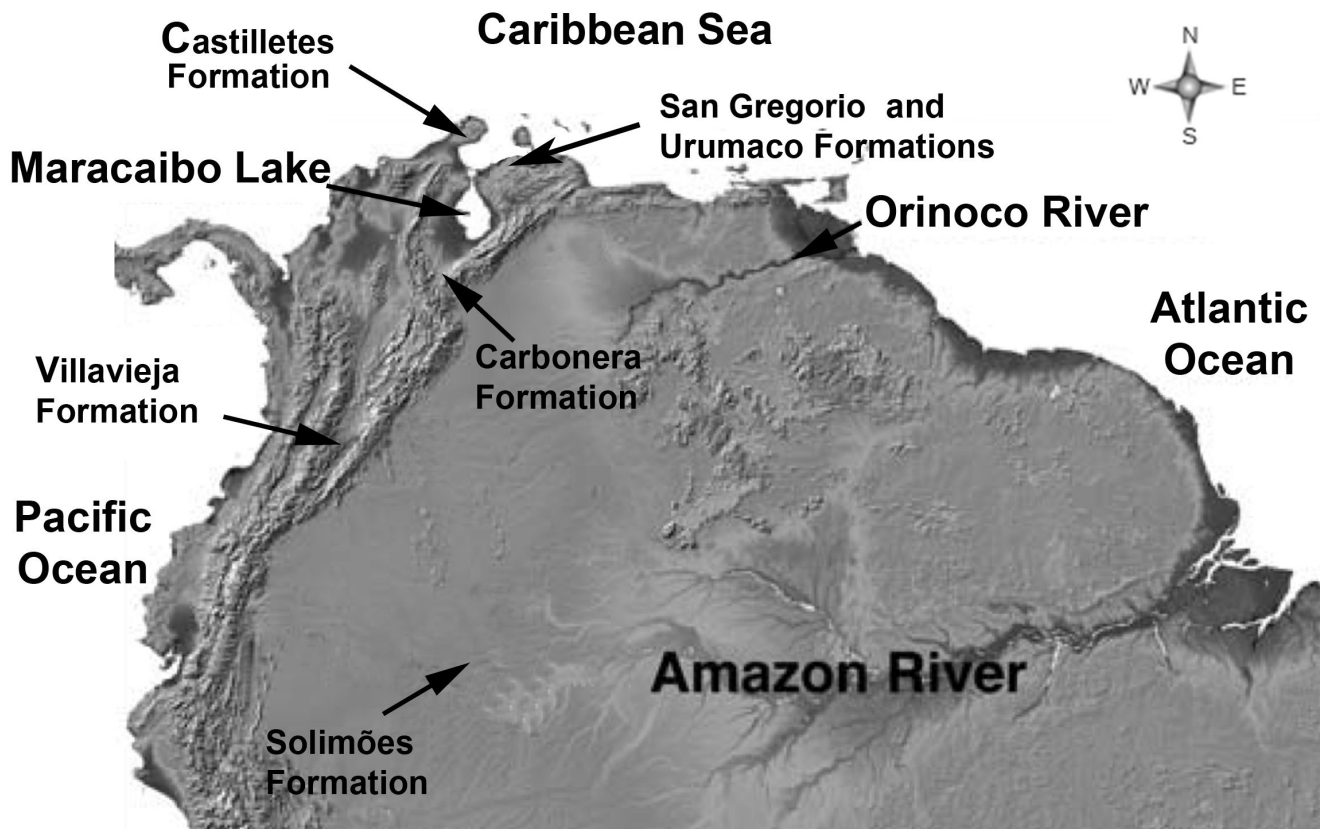 Caribbean Sea
Castilletes
Formation
N
W
E
S
San Gregorio and
Urumaco Formations
Maracaibo Lake
Orinoco River
Atlantic
Ocean
Carbonera
Formation
Villavieja
Formation
Pacific
Ocean
Amazon River
Solimões
Formation